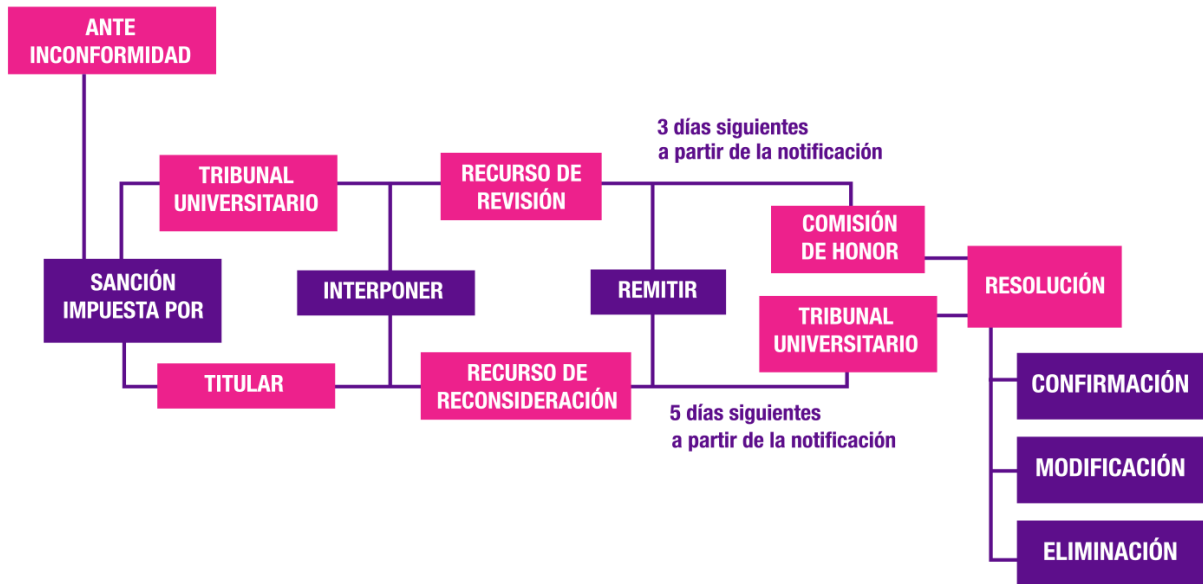 ANTE
INCONFORMIDAD
3 días siguientes
a partir de la notificación
TRIBUNAL
UNIVERSITARIO
RECURSO DE
REVISIÓN
COMISIÓN
DE HONOR
SANCIÓN
IMPUESTA POR
INTERPONER
REMITIR
RESOLUCIÓN
TRIBUNAL
UNIVERSITARIO
TITULAR
RECURSO DE
RECONSIDERACIÓN
5 días siguientes
a partir de la notificación
CONFIRMACIÓN
MODIFICACIÓN
ELIMINACIÓN